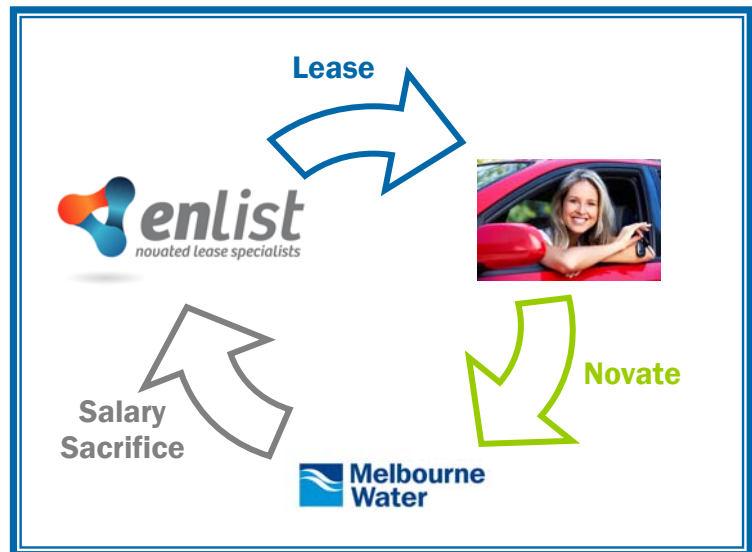 Lease
enlist
novated lease specialists
Novate
Salary
Sacrifice
Melbourne
Water